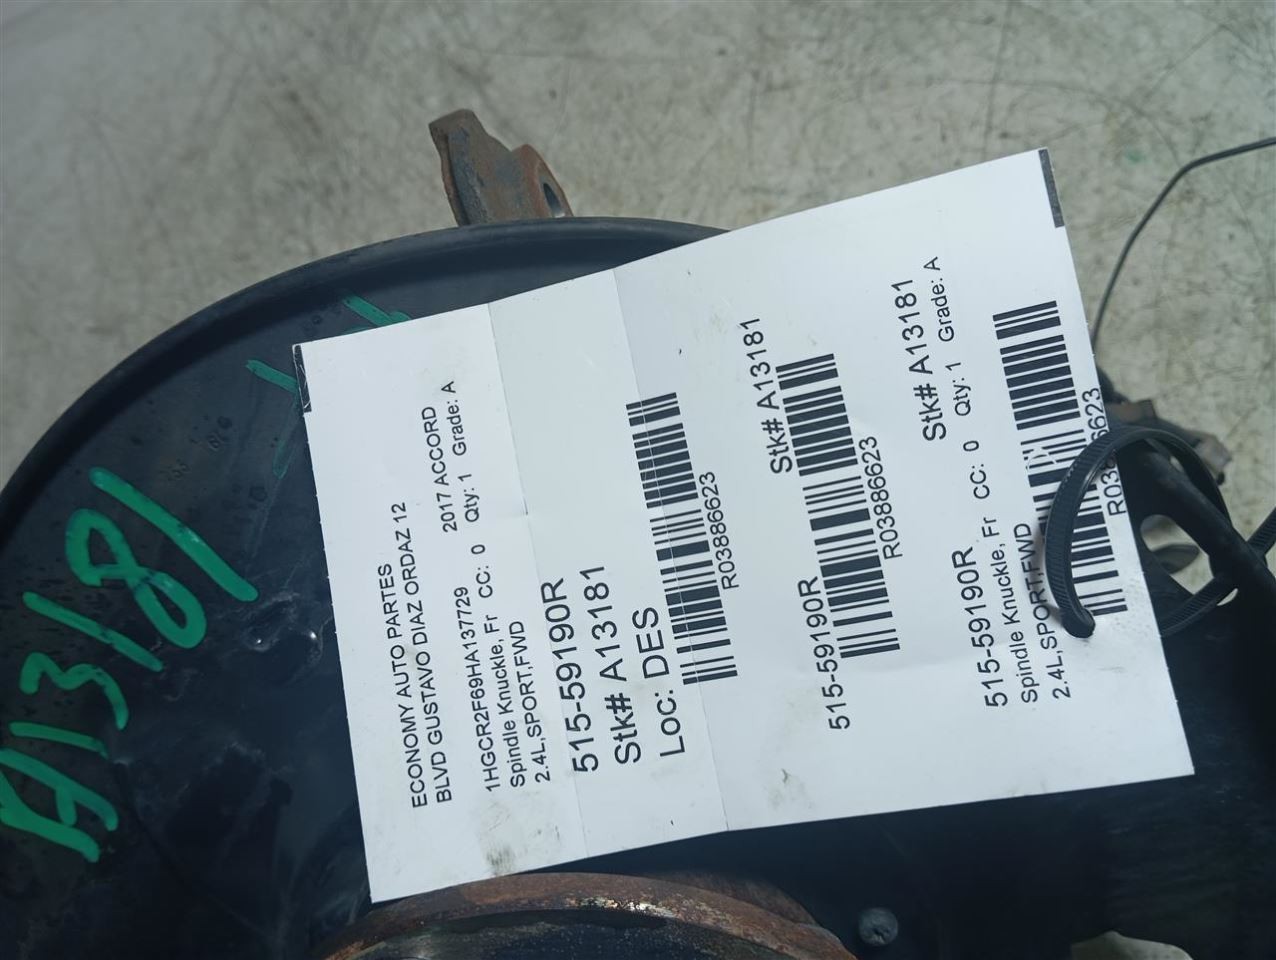 A13181
ECONOMY AUTO PARTES
BLVD GUSTAVO DIAZ ORDAZ 12
1HGCR2F69HA137729 2017 ACCORD
Spindle Knuckle, Fr CC: 0 Qty: 1 Grade: A
2.4L,SPORT,FWD
515-59190R
Stk# A13181
Loc: DES
R03886623
515-59190R Stk# A13181
R03886623
515-59190R Stk# A13181
Spindle Knuckle, Fr CC: 0 Qty: 1 Grade: A
2.4L,SPORT,FWD